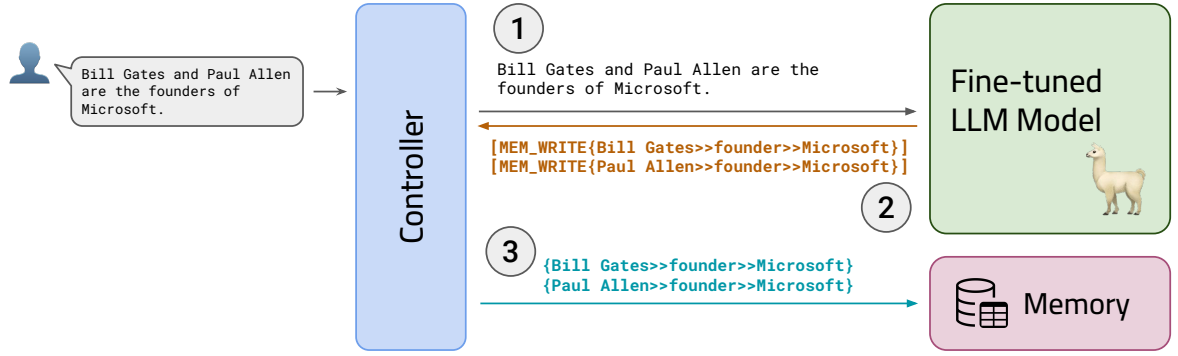 Bill Gates and Paul Allen
are the founders of
Microsoft.
Controller
1
Bill Gates and Paul Allen are the
founders of Microsoft.
[MEM_WRITE{Bill Gates>>founder>>Microsoft}]
[MEM_WRITE{Paul Allen>>founder>>Microsoft}]
2
3
{Bill Gates>>founder>>Microsoft}
{Paul Allen>>founder>>Microsoft}
Fine-tuned
LLM Model
Memory